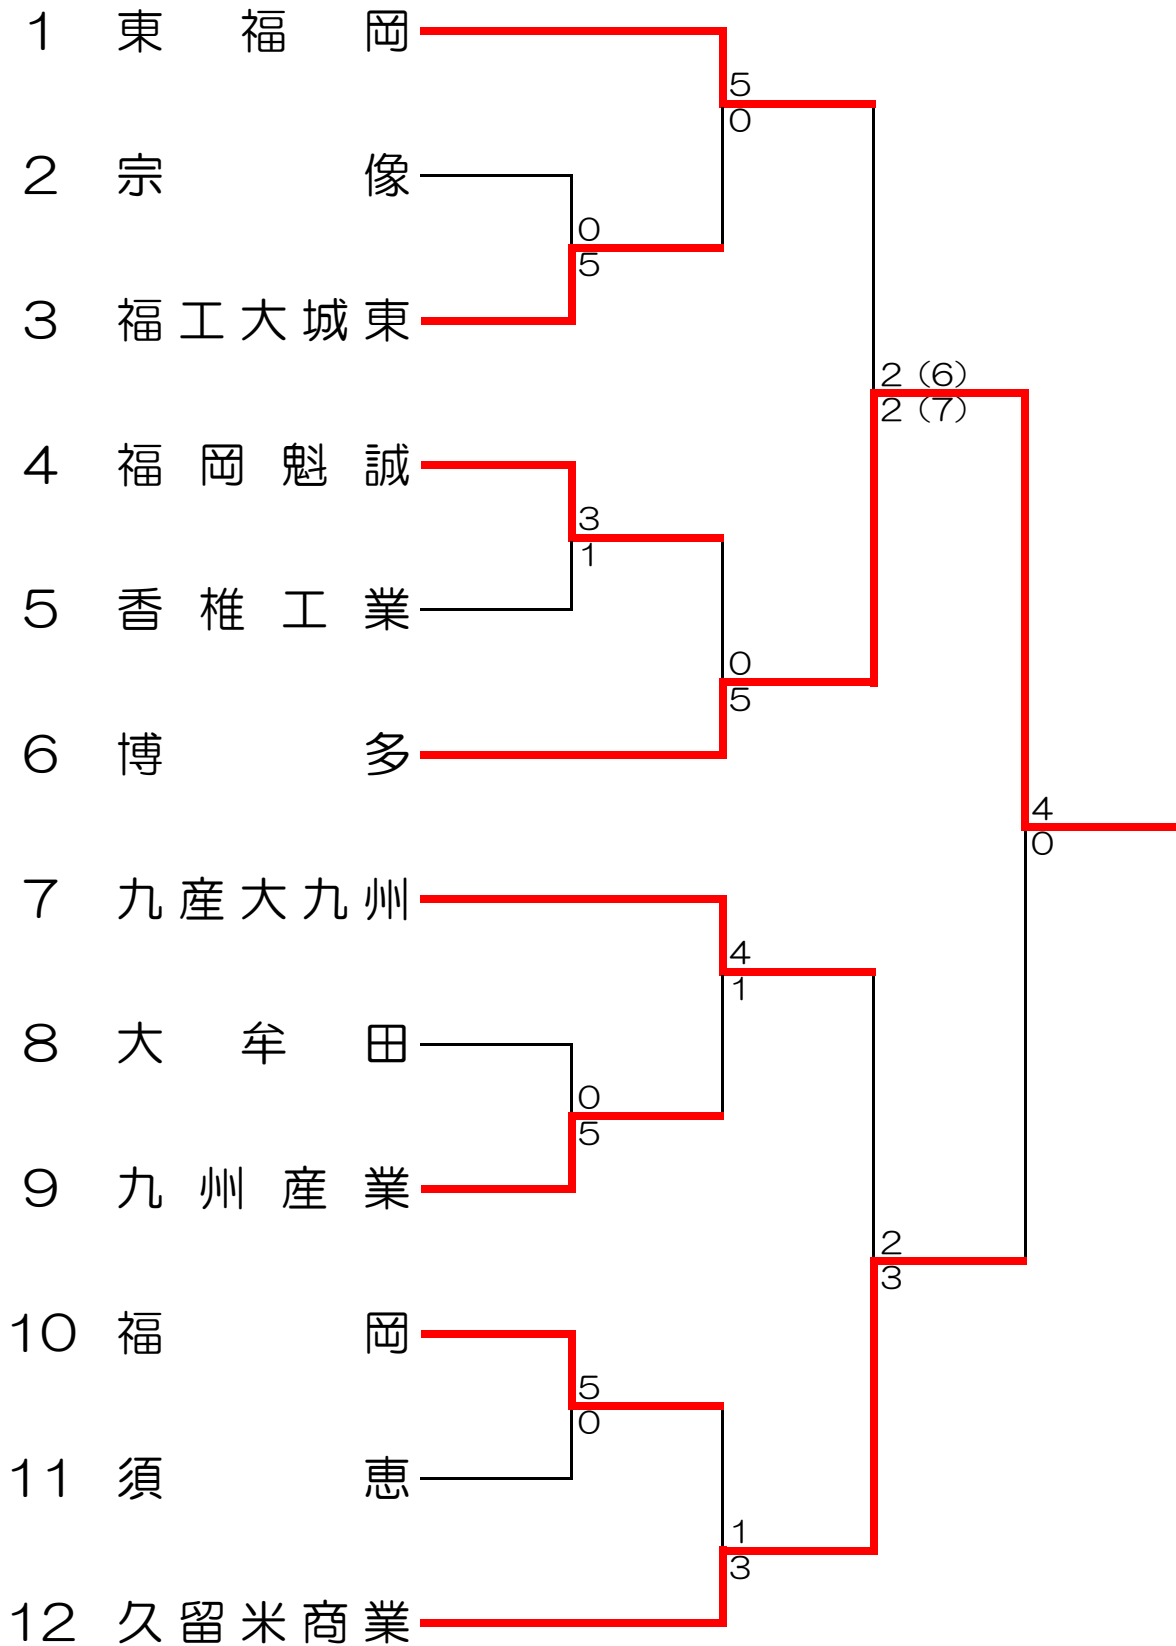 1 東福岡
5
0
2 宗像
0
5
3 福工大城東
2 (6)
2 (7)
4 福岡魁誠
3
1
5 香椎工業
0
5
6 博多
4
0
7 九産大九州
4
1
8 大牟田
0
5
9 九州産業
2
3
10 福岡
5
0
11 須恵
1
3
12 久留米商業